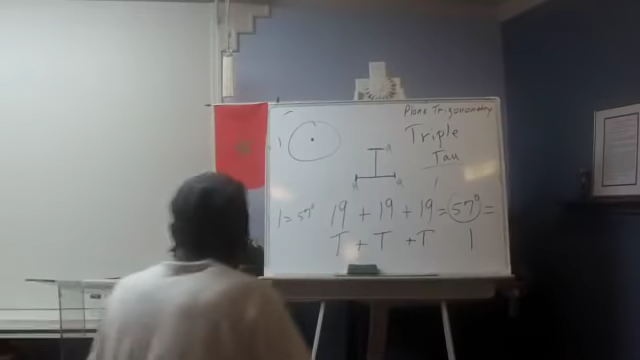 Plane Trigonometry
Triple
Tau
1=57° 19 + 19 + 19 = 57° =
T + T + T 1